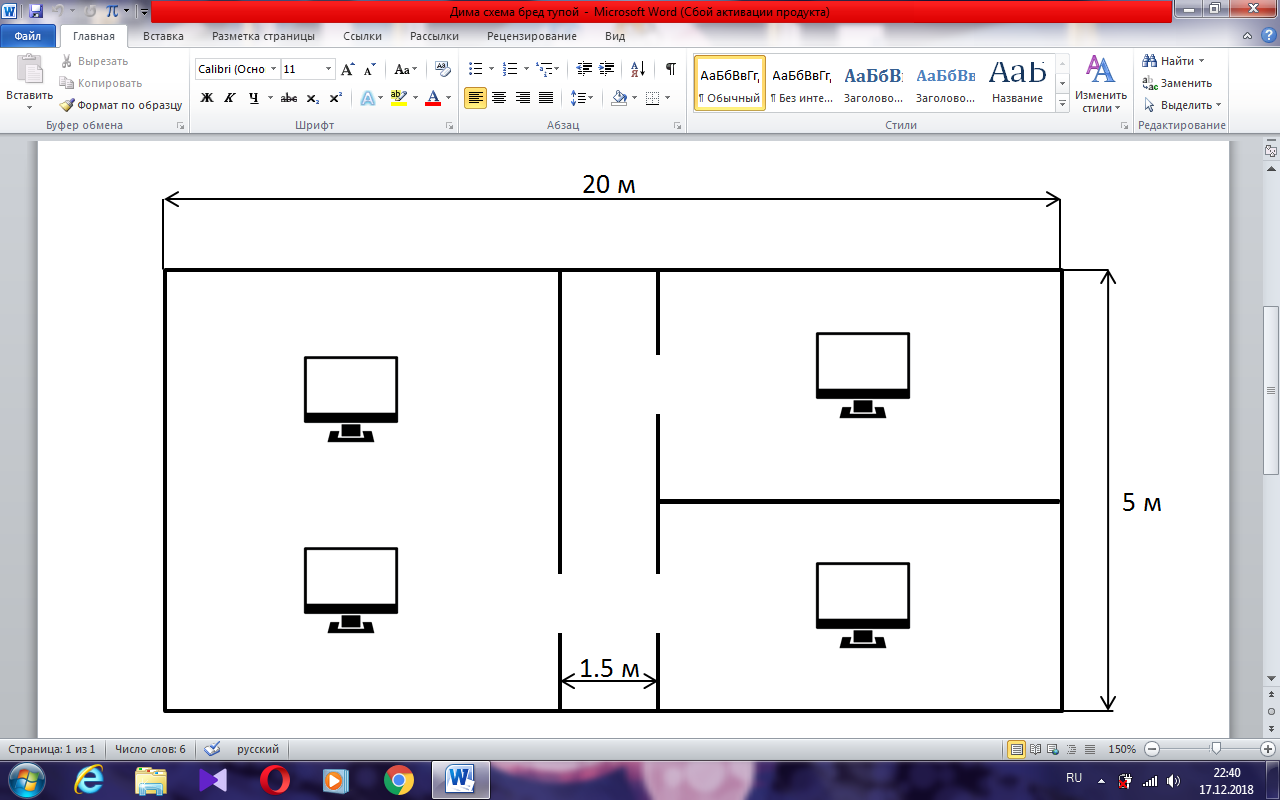 Дима схема бред тупой - Microsoft Word (Сбой активации продукта)
Файл Главная Вставка Разметка страницы Ссылки Рассылки Рецензирование Вид
Вставить
Вырезать
Копировать
Формат по образцу
Буфер обмена
Calibri (Осно 11
Ж К Ч abc x₂ x²
Шрифт
Абзац
АаБбВвГг, АаБбВвГг, АаБбВ: АаБбВв АаБ
¶ Обычный ¶ Без инте... Заголово... Заголово... Название
Стили
Изменить
стили
Найти
Заменить
Выделить
Редактирование
20 м
5 м
1.5 м
Страница: 1 из 1 Число слов: 6 русский 150%
RU 22:40
17.12.2018